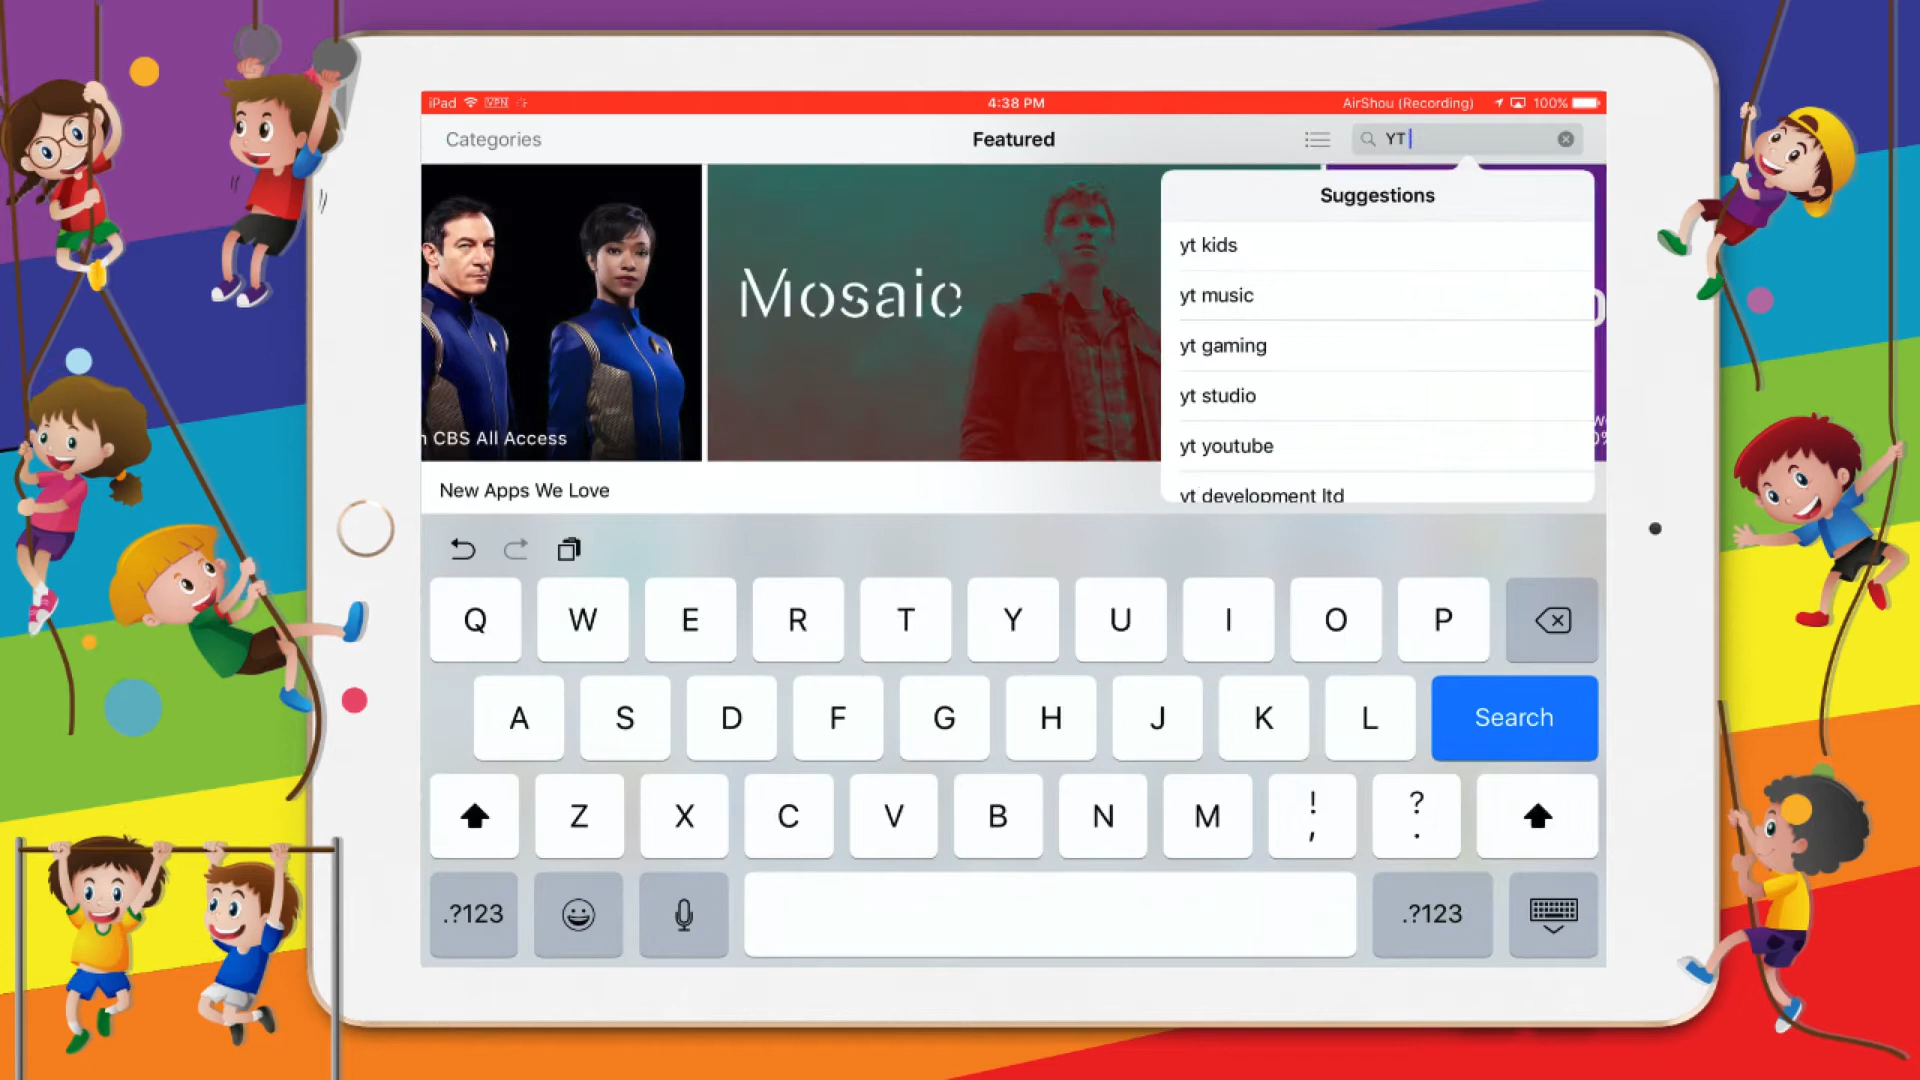 iPad VPN 4:38 PM AirShou (Recording) 100%
Categories Featured YT
Suggestions
yt kids
yt music
yt gaming
yt studio
yt youtube
yt development ltd
Mosaic
CBS All Access
New Apps We Love
Q W E R T Y U I O P
A S D F G H J K L Search
Z X C V B N M ! , ? .
.?123 .?123